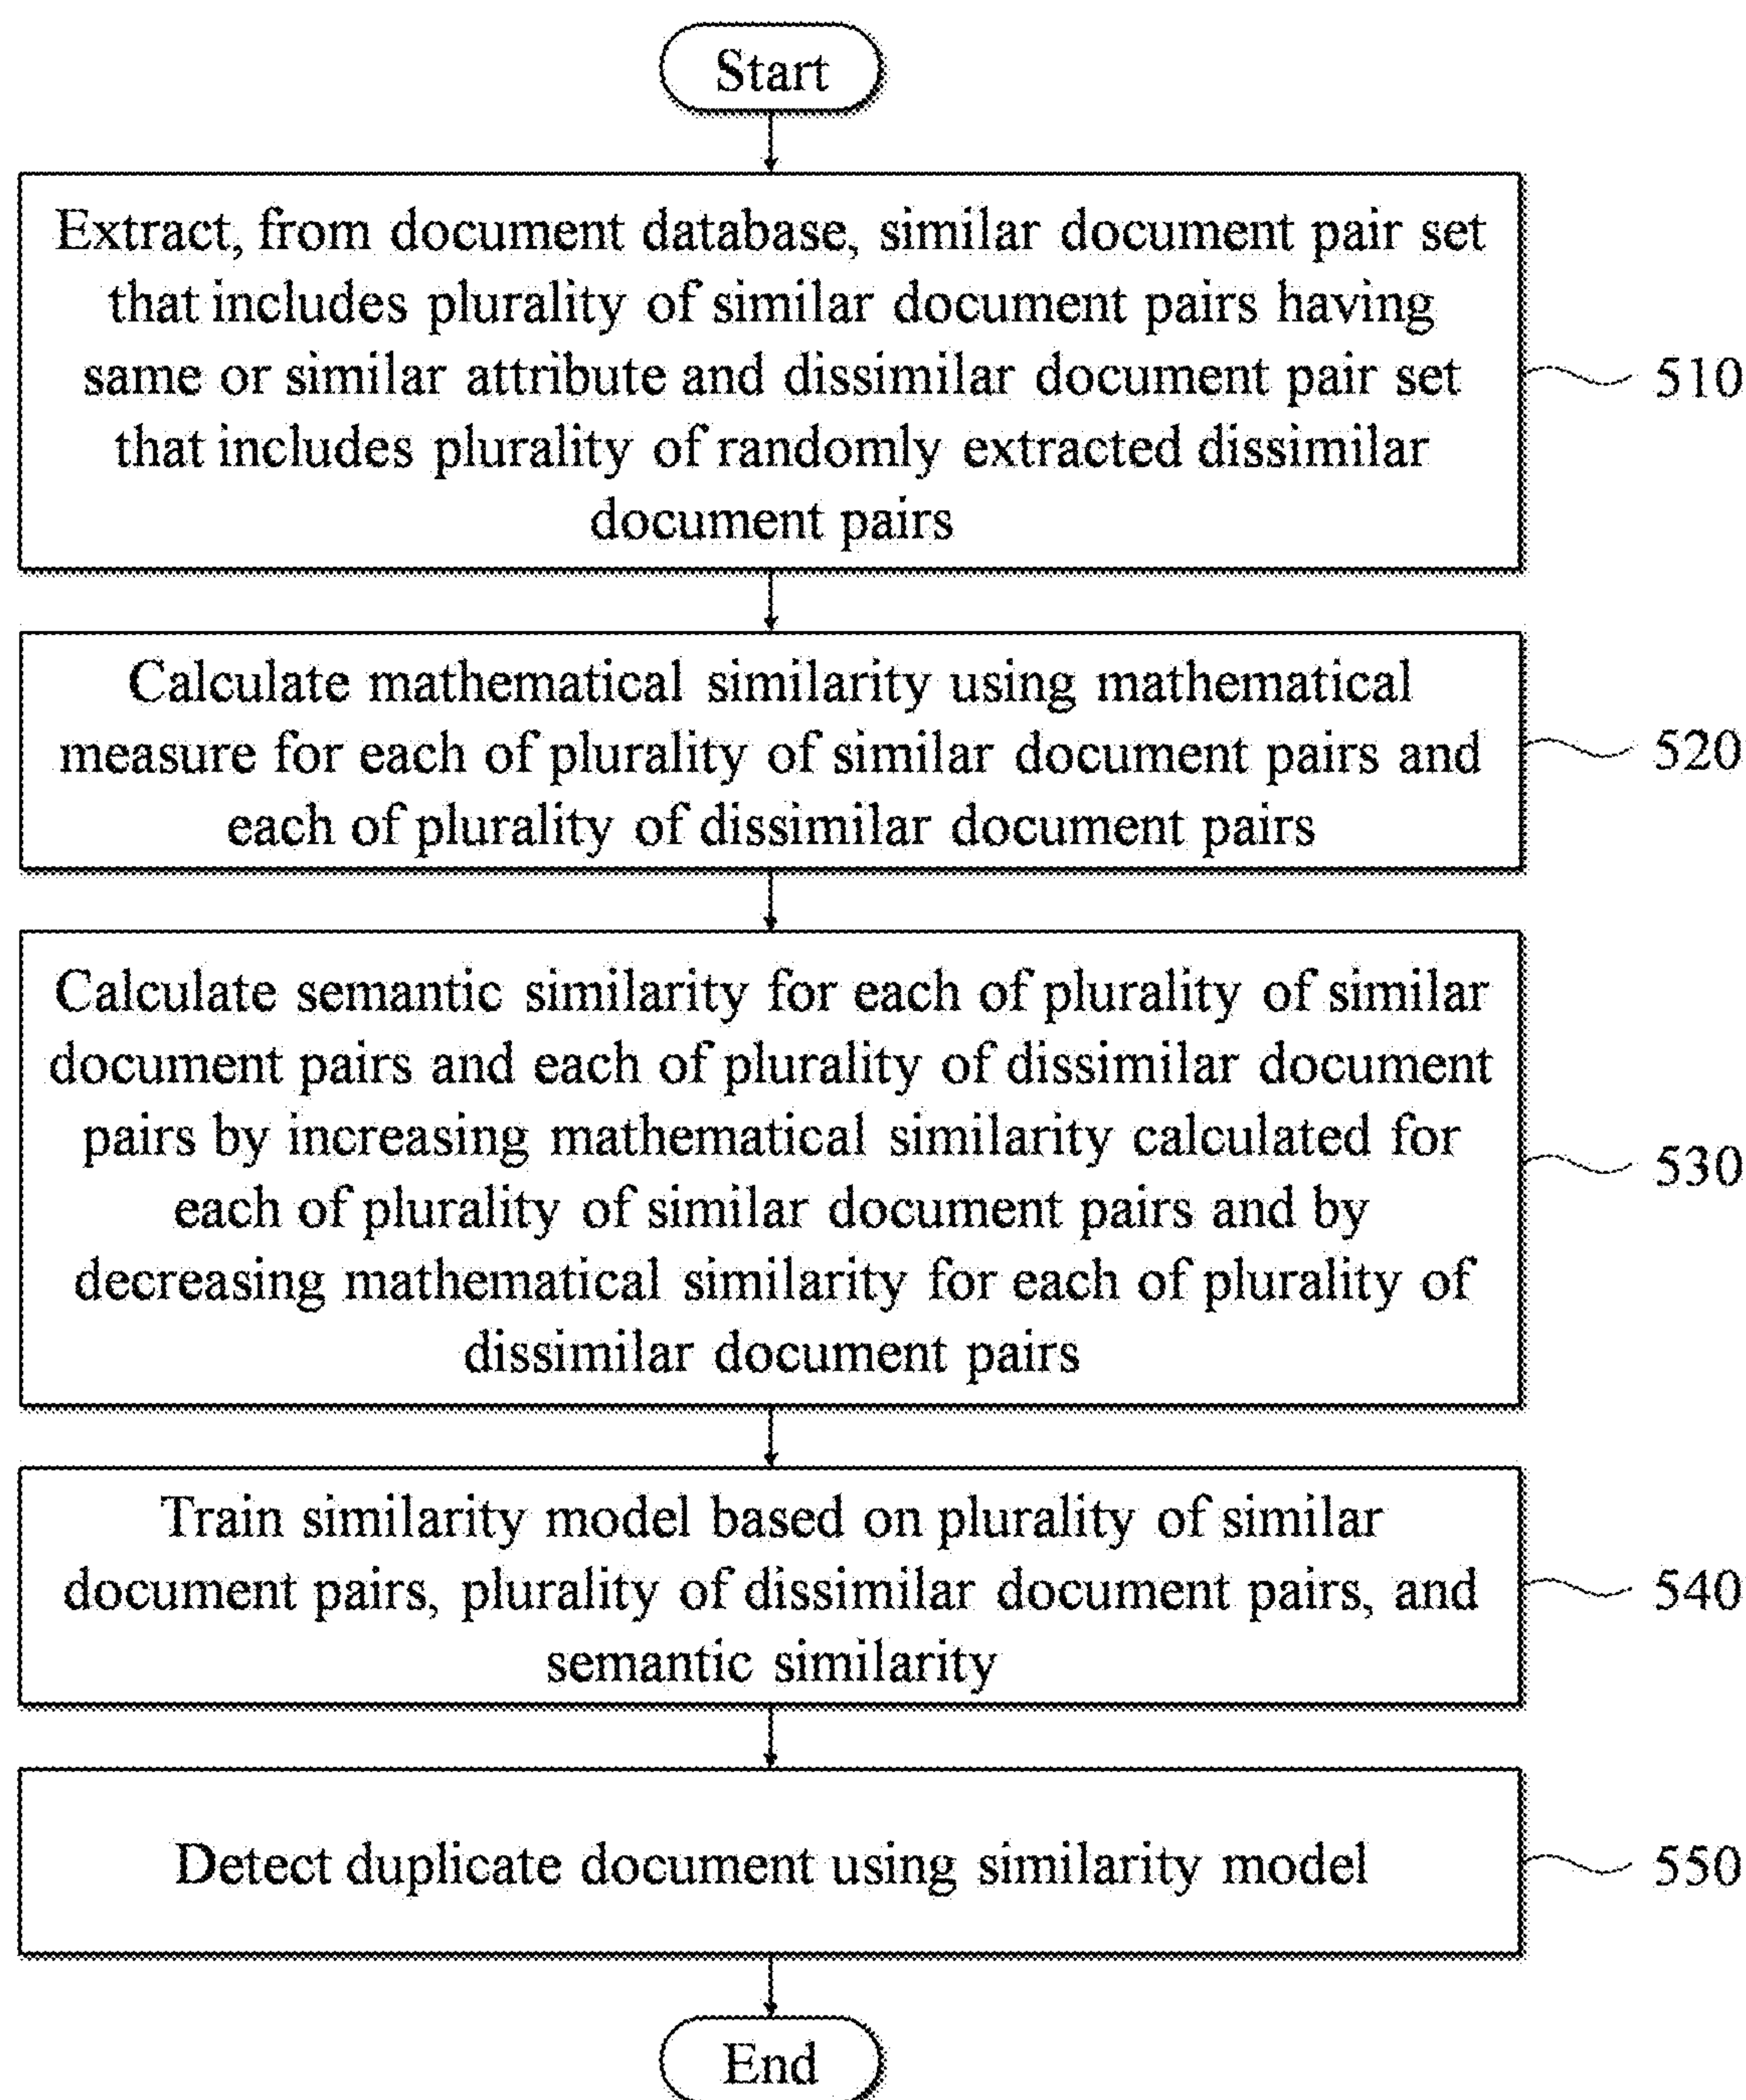 Start
Extract, from document database, similar document pair set
that includes plurality of similar document pairs having
same or similar attribute and dissimilar document pair set
that includes plurality of randomly extracted dissimilar
document pairs
510
Calculate mathematical similarity using mathematical
measure for each of plurality of similar document pairs and
each of plurality of dissimilar document pairs
520
Calculate semantic similarity for each of plurality of similar
document pairs and each of plurality of dissimilar document
pairs by increasing mathematical similarity calculated for
each of plurality of similar document pairs and by
decreasing mathematical similarity for each of plurality of
dissimilar document pairs
530
Train similarity model based on plurality of similar
document pairs, plurality of dissimilar document pairs, and
semantic similarity
540
Detect duplicate document using similarity model
550
End